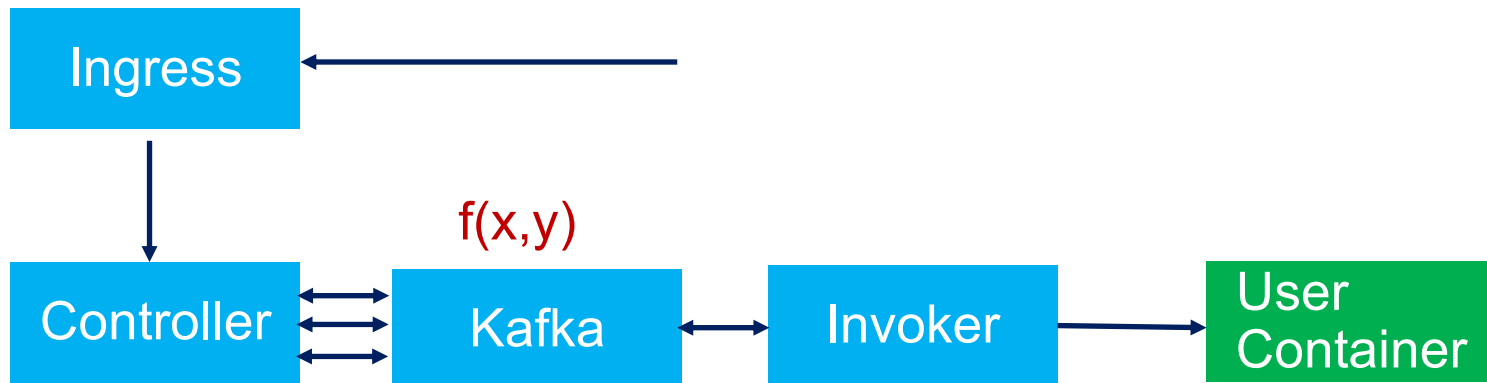 Ingress
f(x,y)
Controller
Kafka
Invoker
User
Container